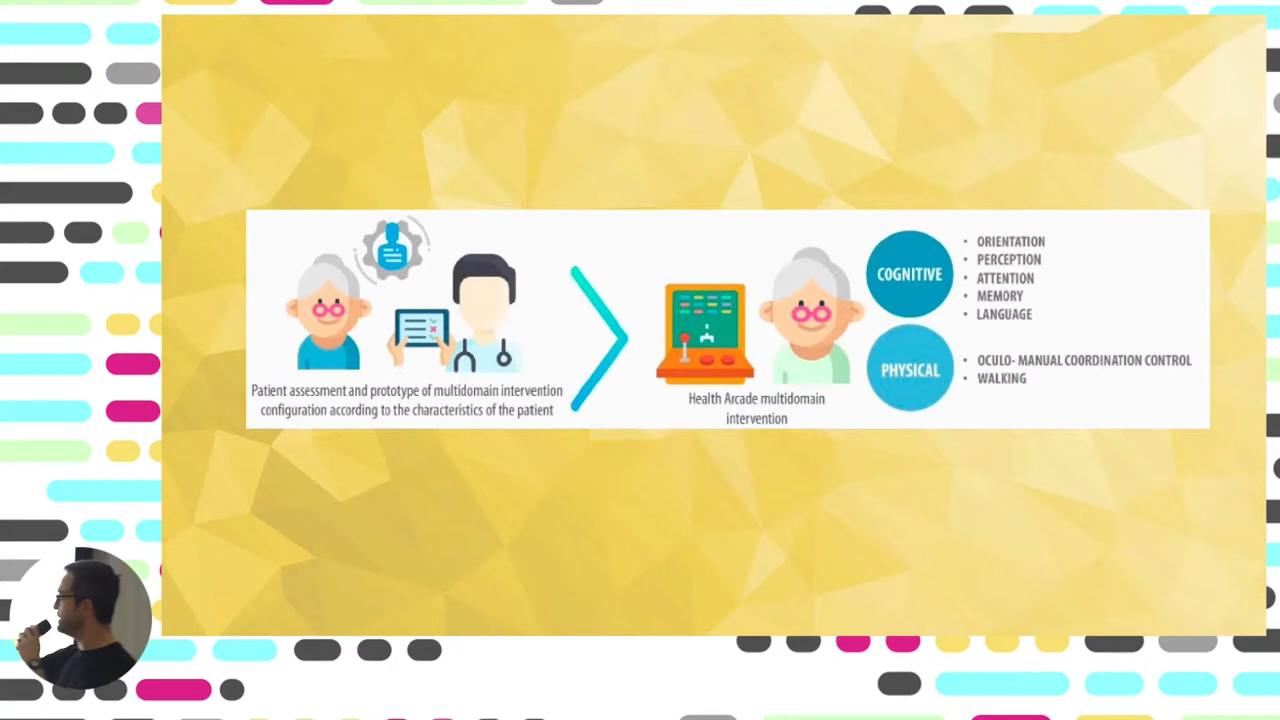 Patient assessment and prototype of multidomain intervention
configuration according to the characteristics of the patient
Health Arcade multidomain
intervention
COGNITIVE
• ORIENTATION
• PERCEPTION
• ATTENTION
• MEMORY
• LANGUAGE
PHYSICAL
• OCULO- MANUAL COORDINATION CONTROL
• WALKING